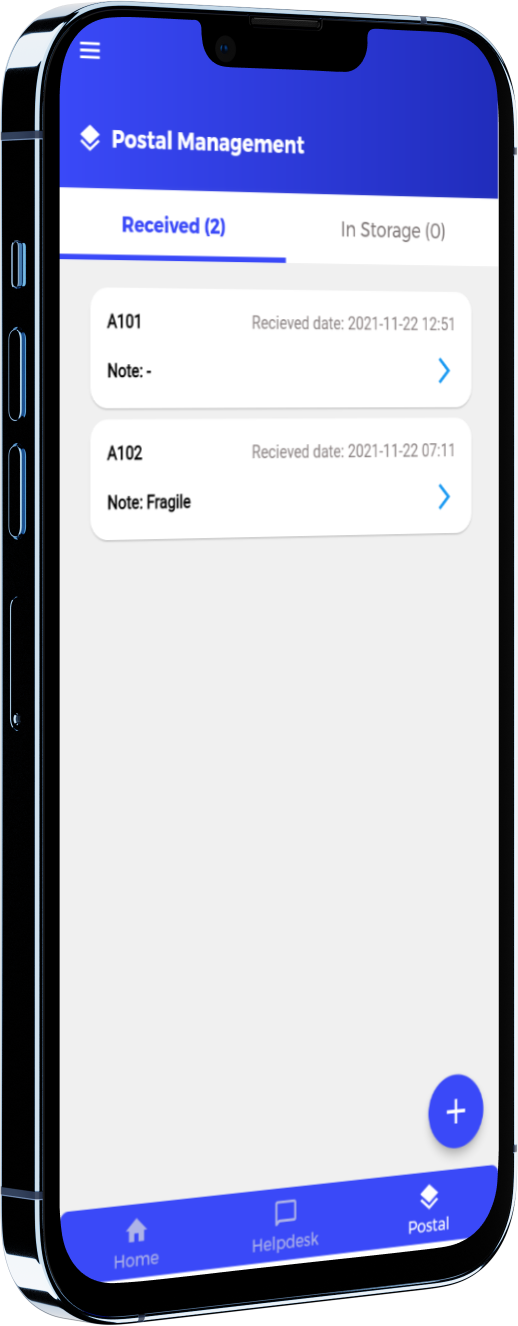 Postal Management
Received (2)
In Storage (0)
A101
Recieved date: 2021-11-22 12:51
Note: -
A102
Recieved date: 2021-11-22 07:11
Note: Fragile
Home
Helpdesk
Postal